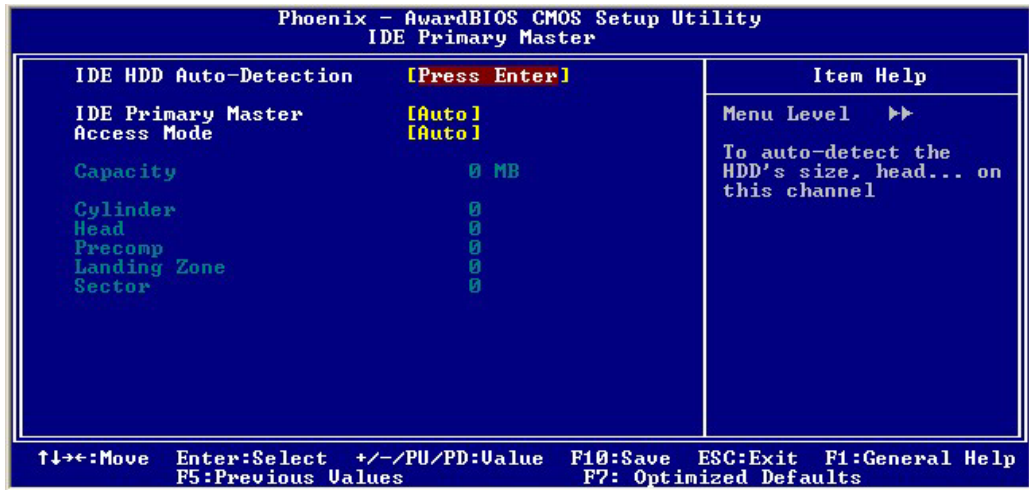 Phoenix - AwardBIOS CMOS Setup Utility
IDE Primary Master
IDE HDD Auto-Detection [Press Enter]
IDE Primary Master [Auto]
Access Mode [Auto]
Capacity 0 MB
Cylinder 0
Head 0
Precomp 0
Landing Zone 0
Sector 0
Item Help
Menu Level ▶▶
To auto-detect the
HDD's size, head... on
this channel
↑↓→←:Move Enter:Select +/-/PU/PD:Value F10:Save ESC:Exit F1:General Help
F5:Previous Values F7: Optimized Defaults